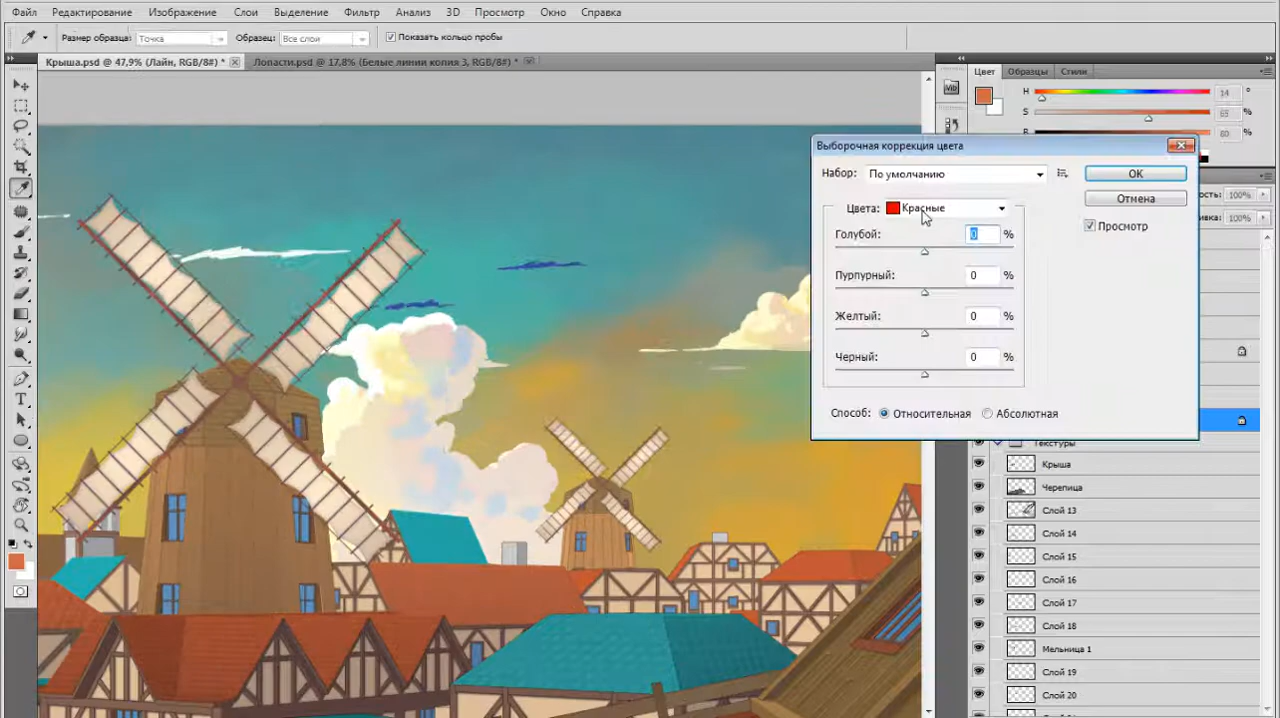 Файл Редактирование Изображение Слои Выделение Фильтр Анализ 3D Просмотр Окно Справка
Размер образца: Точка Образец: Все слои Показать кольцо пробы
Крыша.psd @ 47,9% (Лайн, RGB/8#) * Лопасти.psd @ 17,8% (Белые линии копия 3, RGB/8#) *
Цвет Образцы Стили
H 14 °
S 65 %
B 60 %
Выборочная коррекция цвета
Набор: По умолчанию OK
Отмена
Цвета: Красные
Просмотр
Голубой: 0 %
Пурпурный: 0 %
Желтый: 0 %
Черный: 0 %
Способ: Относительная Абсолютная
100%
100%
Текстуры
Крыша
Черепица
Слой 13
Слой 14
Слой 15
Слой 16
Слой 17
Слой 18
Мельница 1
Слой 19
Слой 20